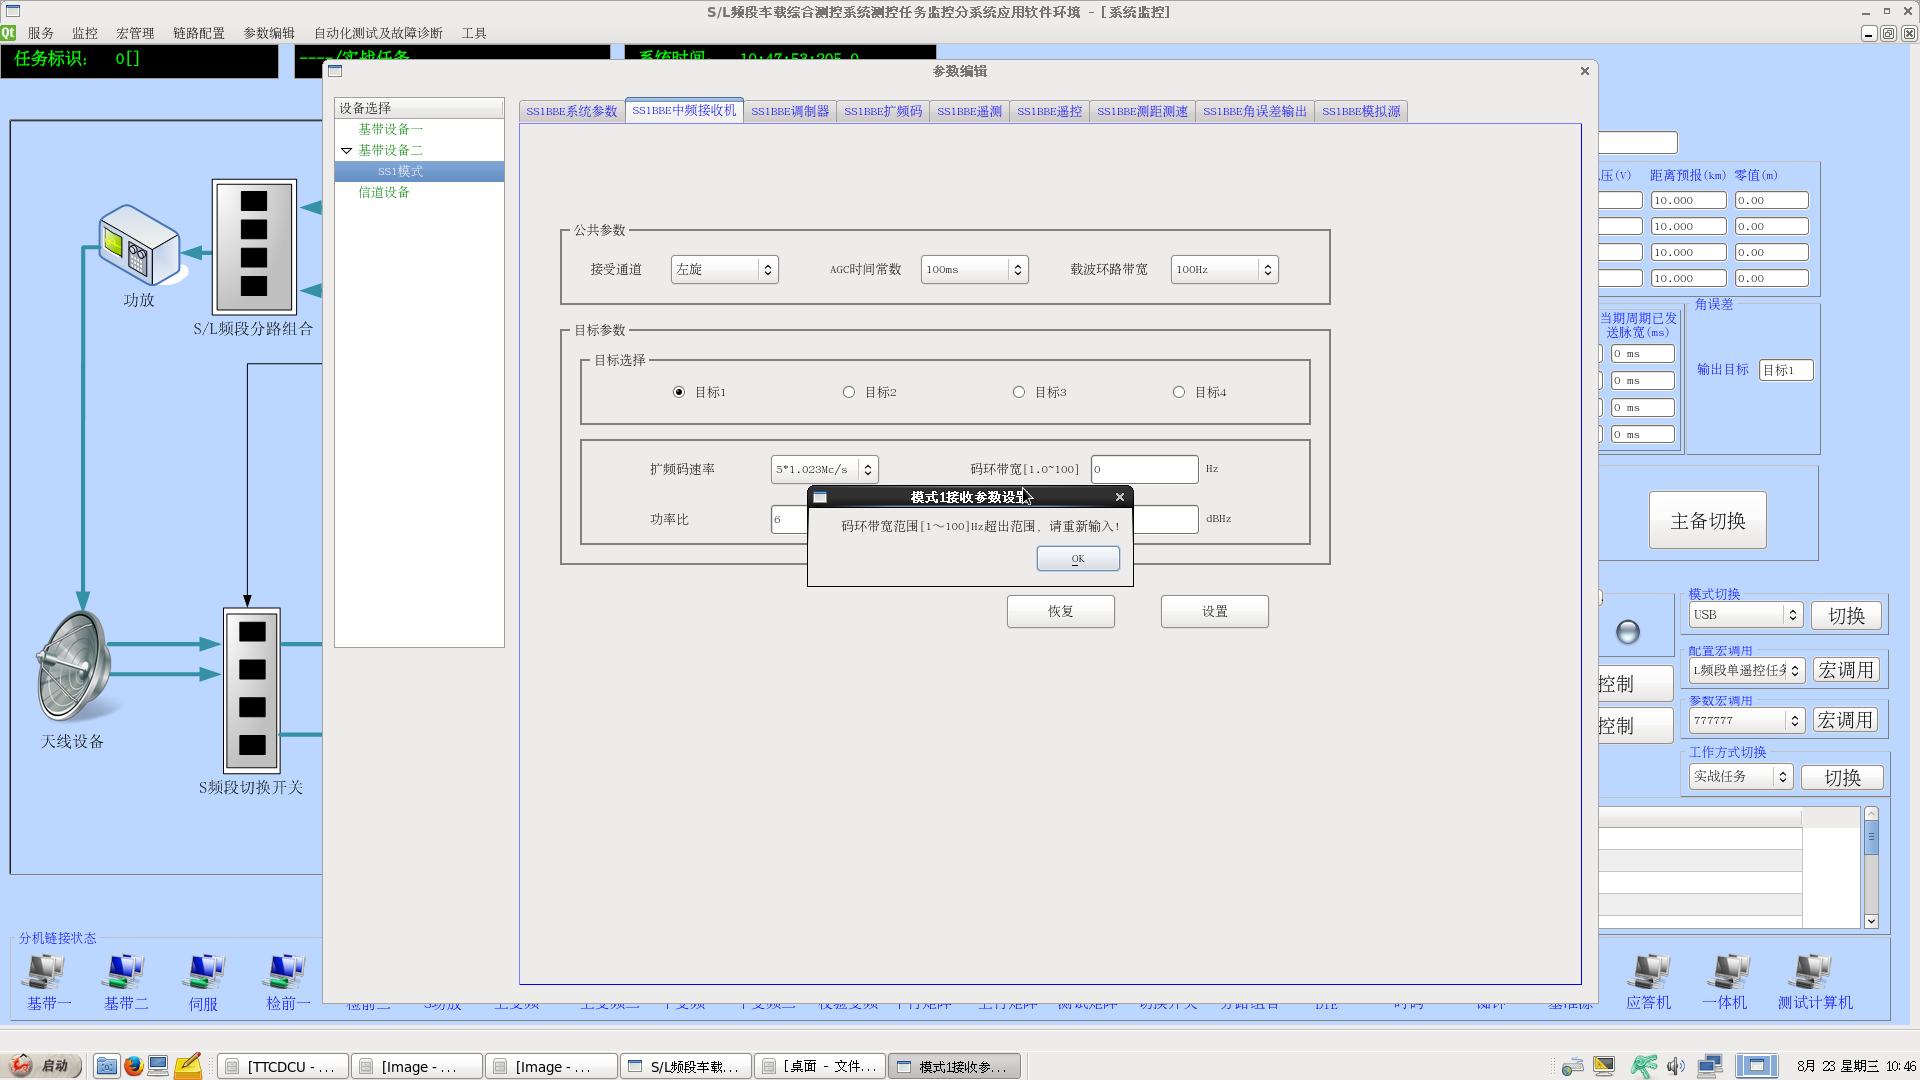 S/L频段车载综合测控系统测控任务监控分系统应用软件环境 - [系统监控]
服务 监控 宏管理 链路配置 参数编辑 自动化测试及故障诊断 工具
任务标识： 0[]
----/实战任务
系统时间： 10:47:53:205.0
参数编辑
设备选择
基带设备一
基带设备二
SS1模式
信道设备
SS1BBE系统参数 SS1BBE中频接收机 SS1BBE调制器 SS1BBE扩频码 SS1BBE遥测 SS1BBE遥控 SS1BBE测距测速 SS1BBE角误差输出 SS1BBE模拟源
公共参数
接受通道 左旋 AGC时间常数 100ms 载波环路带宽 100Hz
目标参数
目标选择
目标1 目标2 目标3 目标4
扩频码速率 5*1.023Mc/s 码环带宽[1.0~100] 0 Hz
功率比 6 dBHz
模式1接收参数设置
码环带宽范围[1～100]Hz超出范围，请重新输入!
OK
恢复 设置
功放
S/L频段分路组合
天线设备
S频段切换开关
压(V) 距离预报(km) 零值(m)
10.000 0.00
10.000 0.00
10.000 0.00
10.000 0.00
当期周期已发
送脉宽(ms)
0 ms
0 ms
0 ms
0 ms
角误差
输出目标 目标1
主备切换
模式切换
USB 切换
配置宏调用
L频段单遥控任务 宏调用
参数宏调用
777777 宏调用
工作方式切换
实战任务 切换
控制
控制
分机链接状态
基带一 基带二 伺服 检前一 应答机 一体机 测试计算机
启动 [TTCDCU - ... [Image - ... [Image - ... S/L频段车载... [桌面 - 文件... 模式1接收参... 8月 23 星期三 10:46